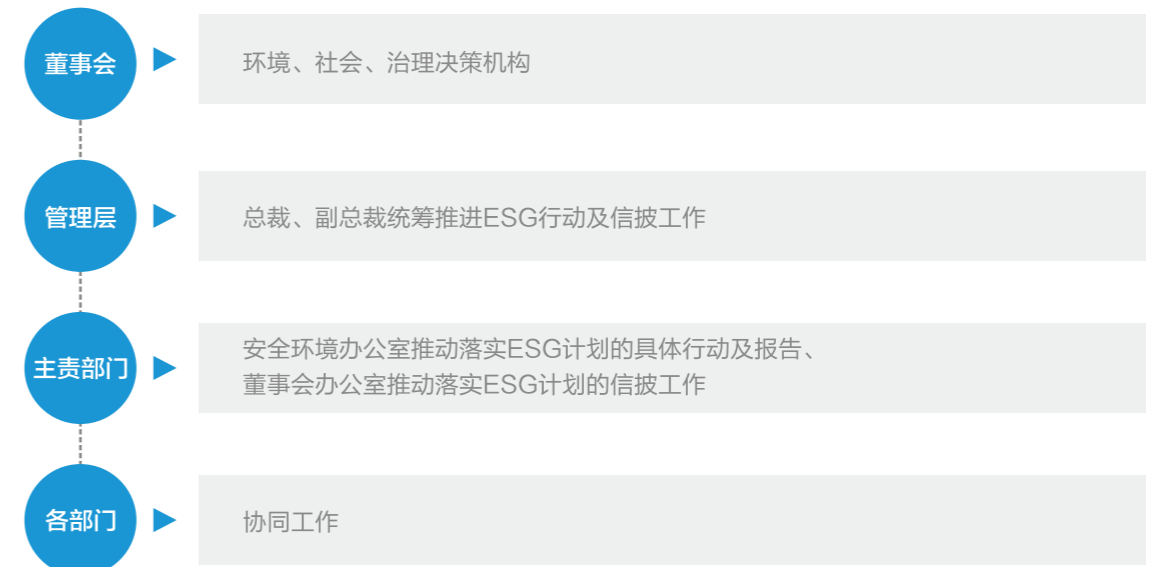 董事会
环境、社会、治理决策机构
管理层
总裁、副总裁统筹推进ESG行动及信披工作
主责部门
安全环境办公室推动落实ESG计划的具体行动及报告、
董事会办公室推动落实ESG计划的信披工作
各部门
协同工作